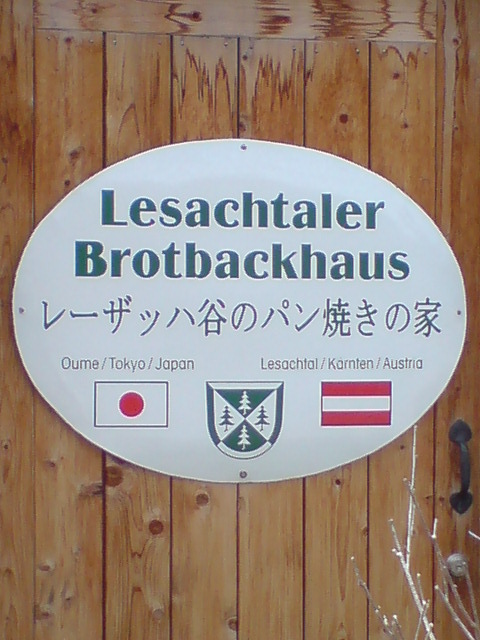 Lesachtaler
Brotbackhaus
レーザッハ谷のパン焼きの家
Oume / Tokyo / Japan Lesachtal / Kärnten / Austria